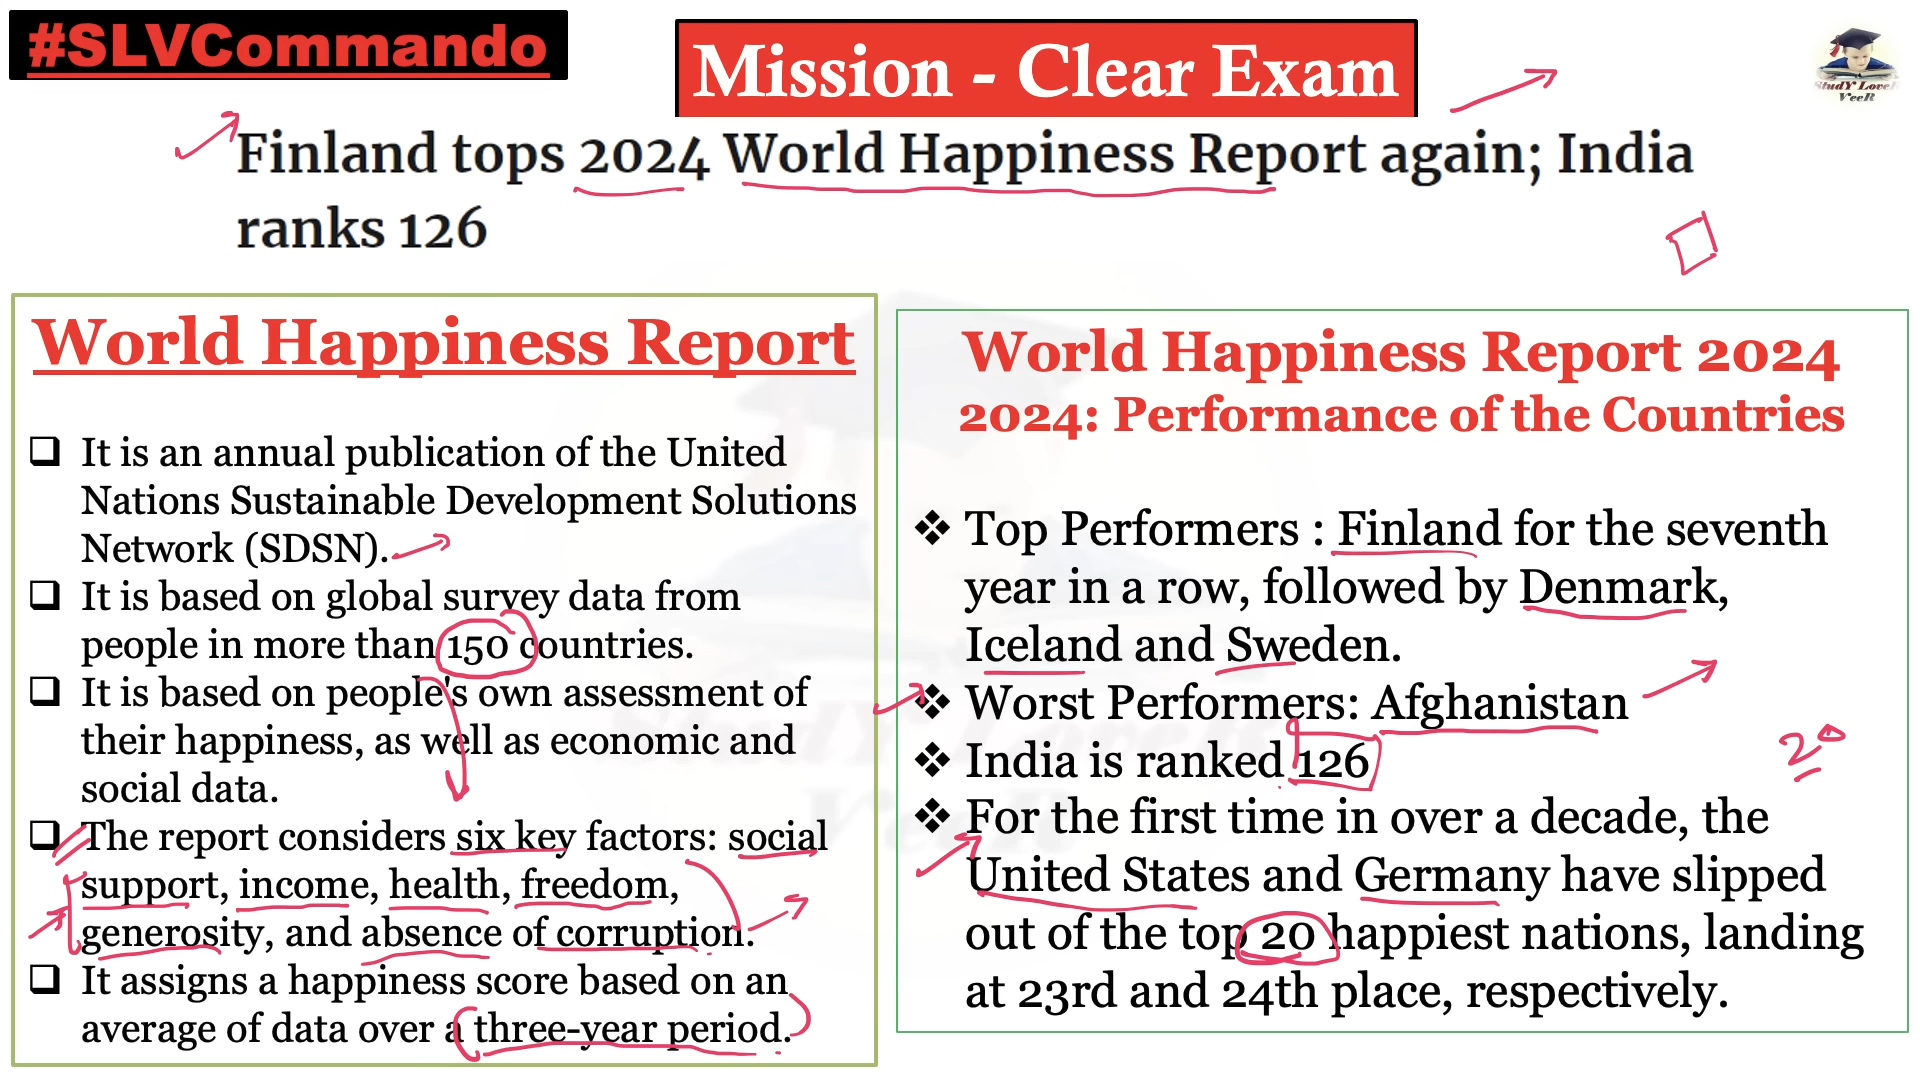 #SLVCommando
Mission - Clear Exam
StudY LoveR
VeeR
Finland tops 2024 World Happiness Report again; India
ranks 126
World Happiness Report
❑ It is an annual publication of the United
Nations Sustainable Development Solutions
Network (SDSN).
❑ It is based on global survey data from
people in more than 150 countries.
❑ It is based on people's own assessment of
their happiness, as well as economic and
social data.
❑ The report considers six key factors: social
support, income, health, freedom,
generosity, and absence of corruption.
❑ It assigns a happiness score based on an
average of data over a three-year period.
World Happiness Report 2024
2024: Performance of the Countries
❖ Top Performers : Finland for the seventh
year in a row, followed by Denmark,
Iceland and Sweden.
❖ Worst Performers: Afghanistan
❖ India is ranked 126
❖ For the first time in over a decade, the
United States and Germany have slipped
out of the top 20 happiest nations, landing
at 23rd and 24th place, respectively.
20
StudY LoveR
VeeR